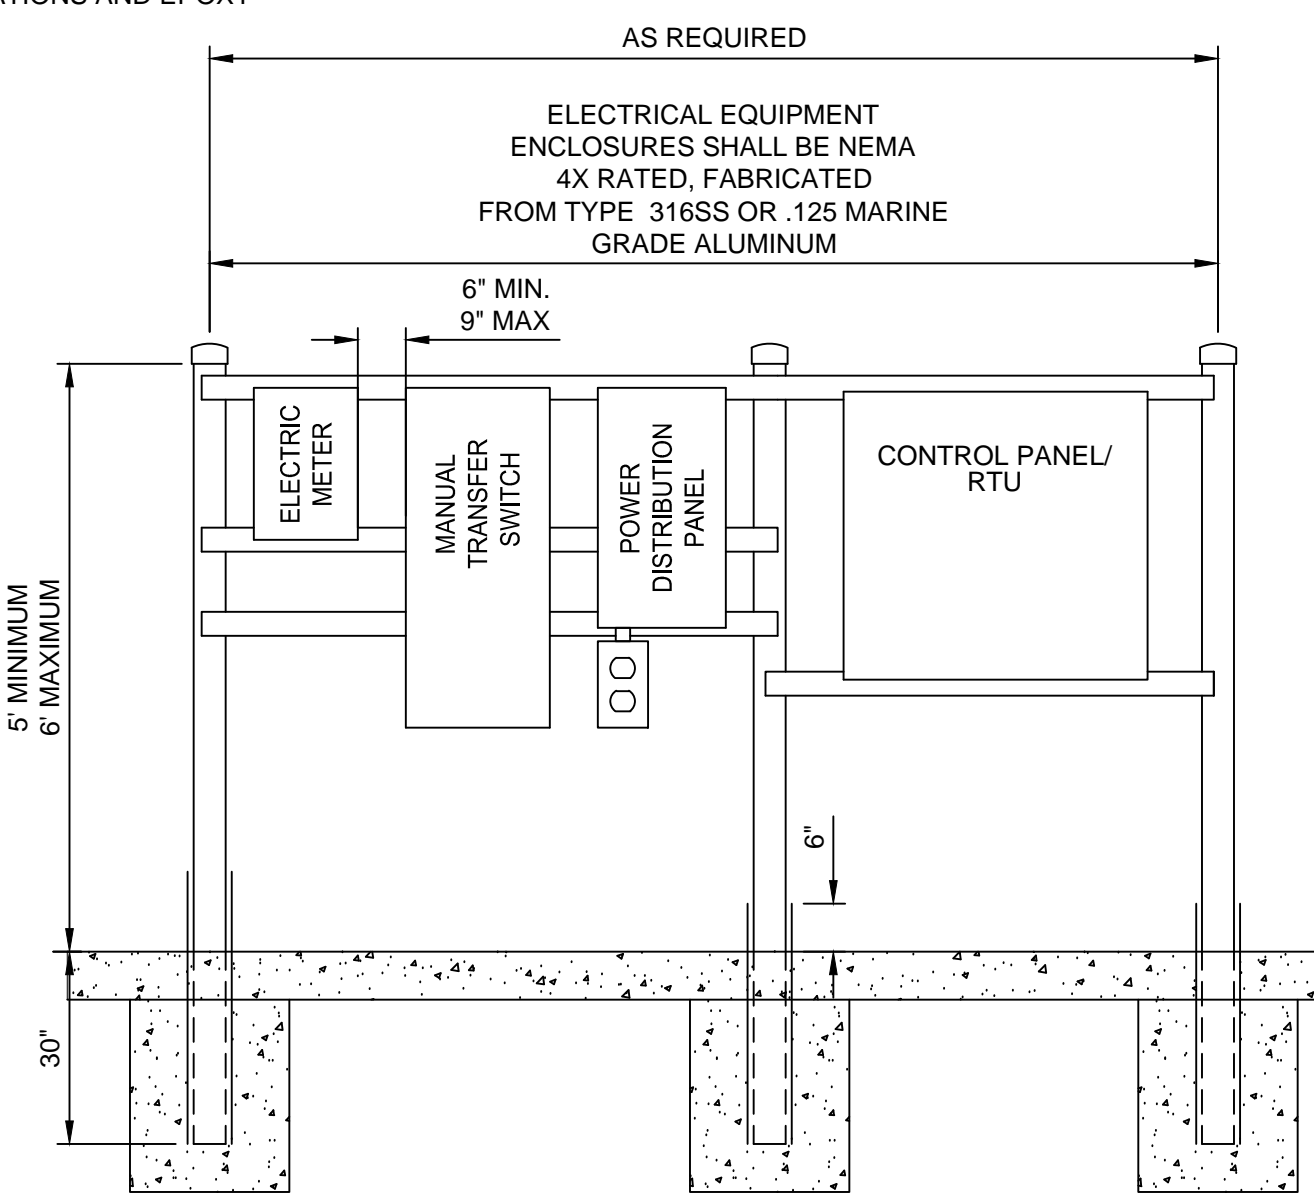 AS REQUIRED
ELECTRICAL EQUIPMENT
ENCLOSURES SHALL BE NEMA
4X RATED, FABRICATED
FROM TYPE 316SS OR .125 MARINE
GRADE ALUMINUM
6" MIN.
9" MAX
ELECTRIC
METER
MANUAL
TRANSFER
SWITCH
POWER
DISTRIBUTION
PANEL
CONTROL PANEL/
RTU
5' MINIMUM
6' MAXIMUM
6"
30"